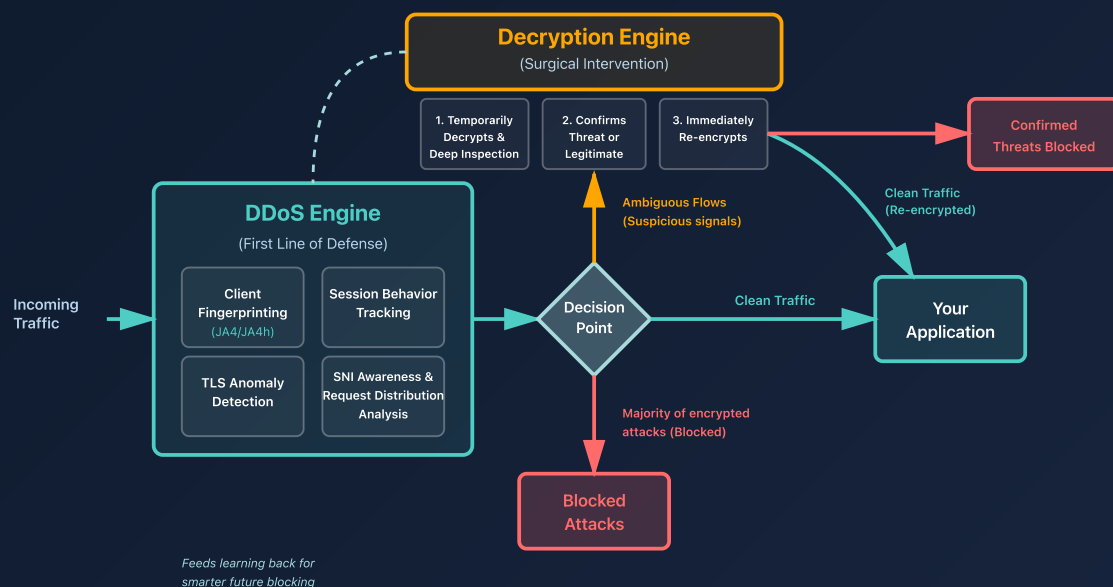 Decryption Engine
(Surgical Intervention)
1. Temporarily
Decrypts &
Deep Inspection
2. Confirms
Threat or
Legitimate
3. Immediately
Re-encrypts
Confirmed
Threats Blocked
Ambiguous Flows
(Suspicious signals)
Clean Traffic
(Re-encrypted)
DDoS Engine
(First Line of Defense)
Client
Fingerprinting
(JA4/JA4h)
Session Behavior
Tracking
TLS Anomaly
Detection
SNI Awareness &
Request Distribution
Analysis
Incoming
Traffic
Decision
Point
Clean Traffic
Your
Application
Majority of encrypted
attacks (Blocked)
Blocked
Attacks
Feeds learning back for
smarter future blocking